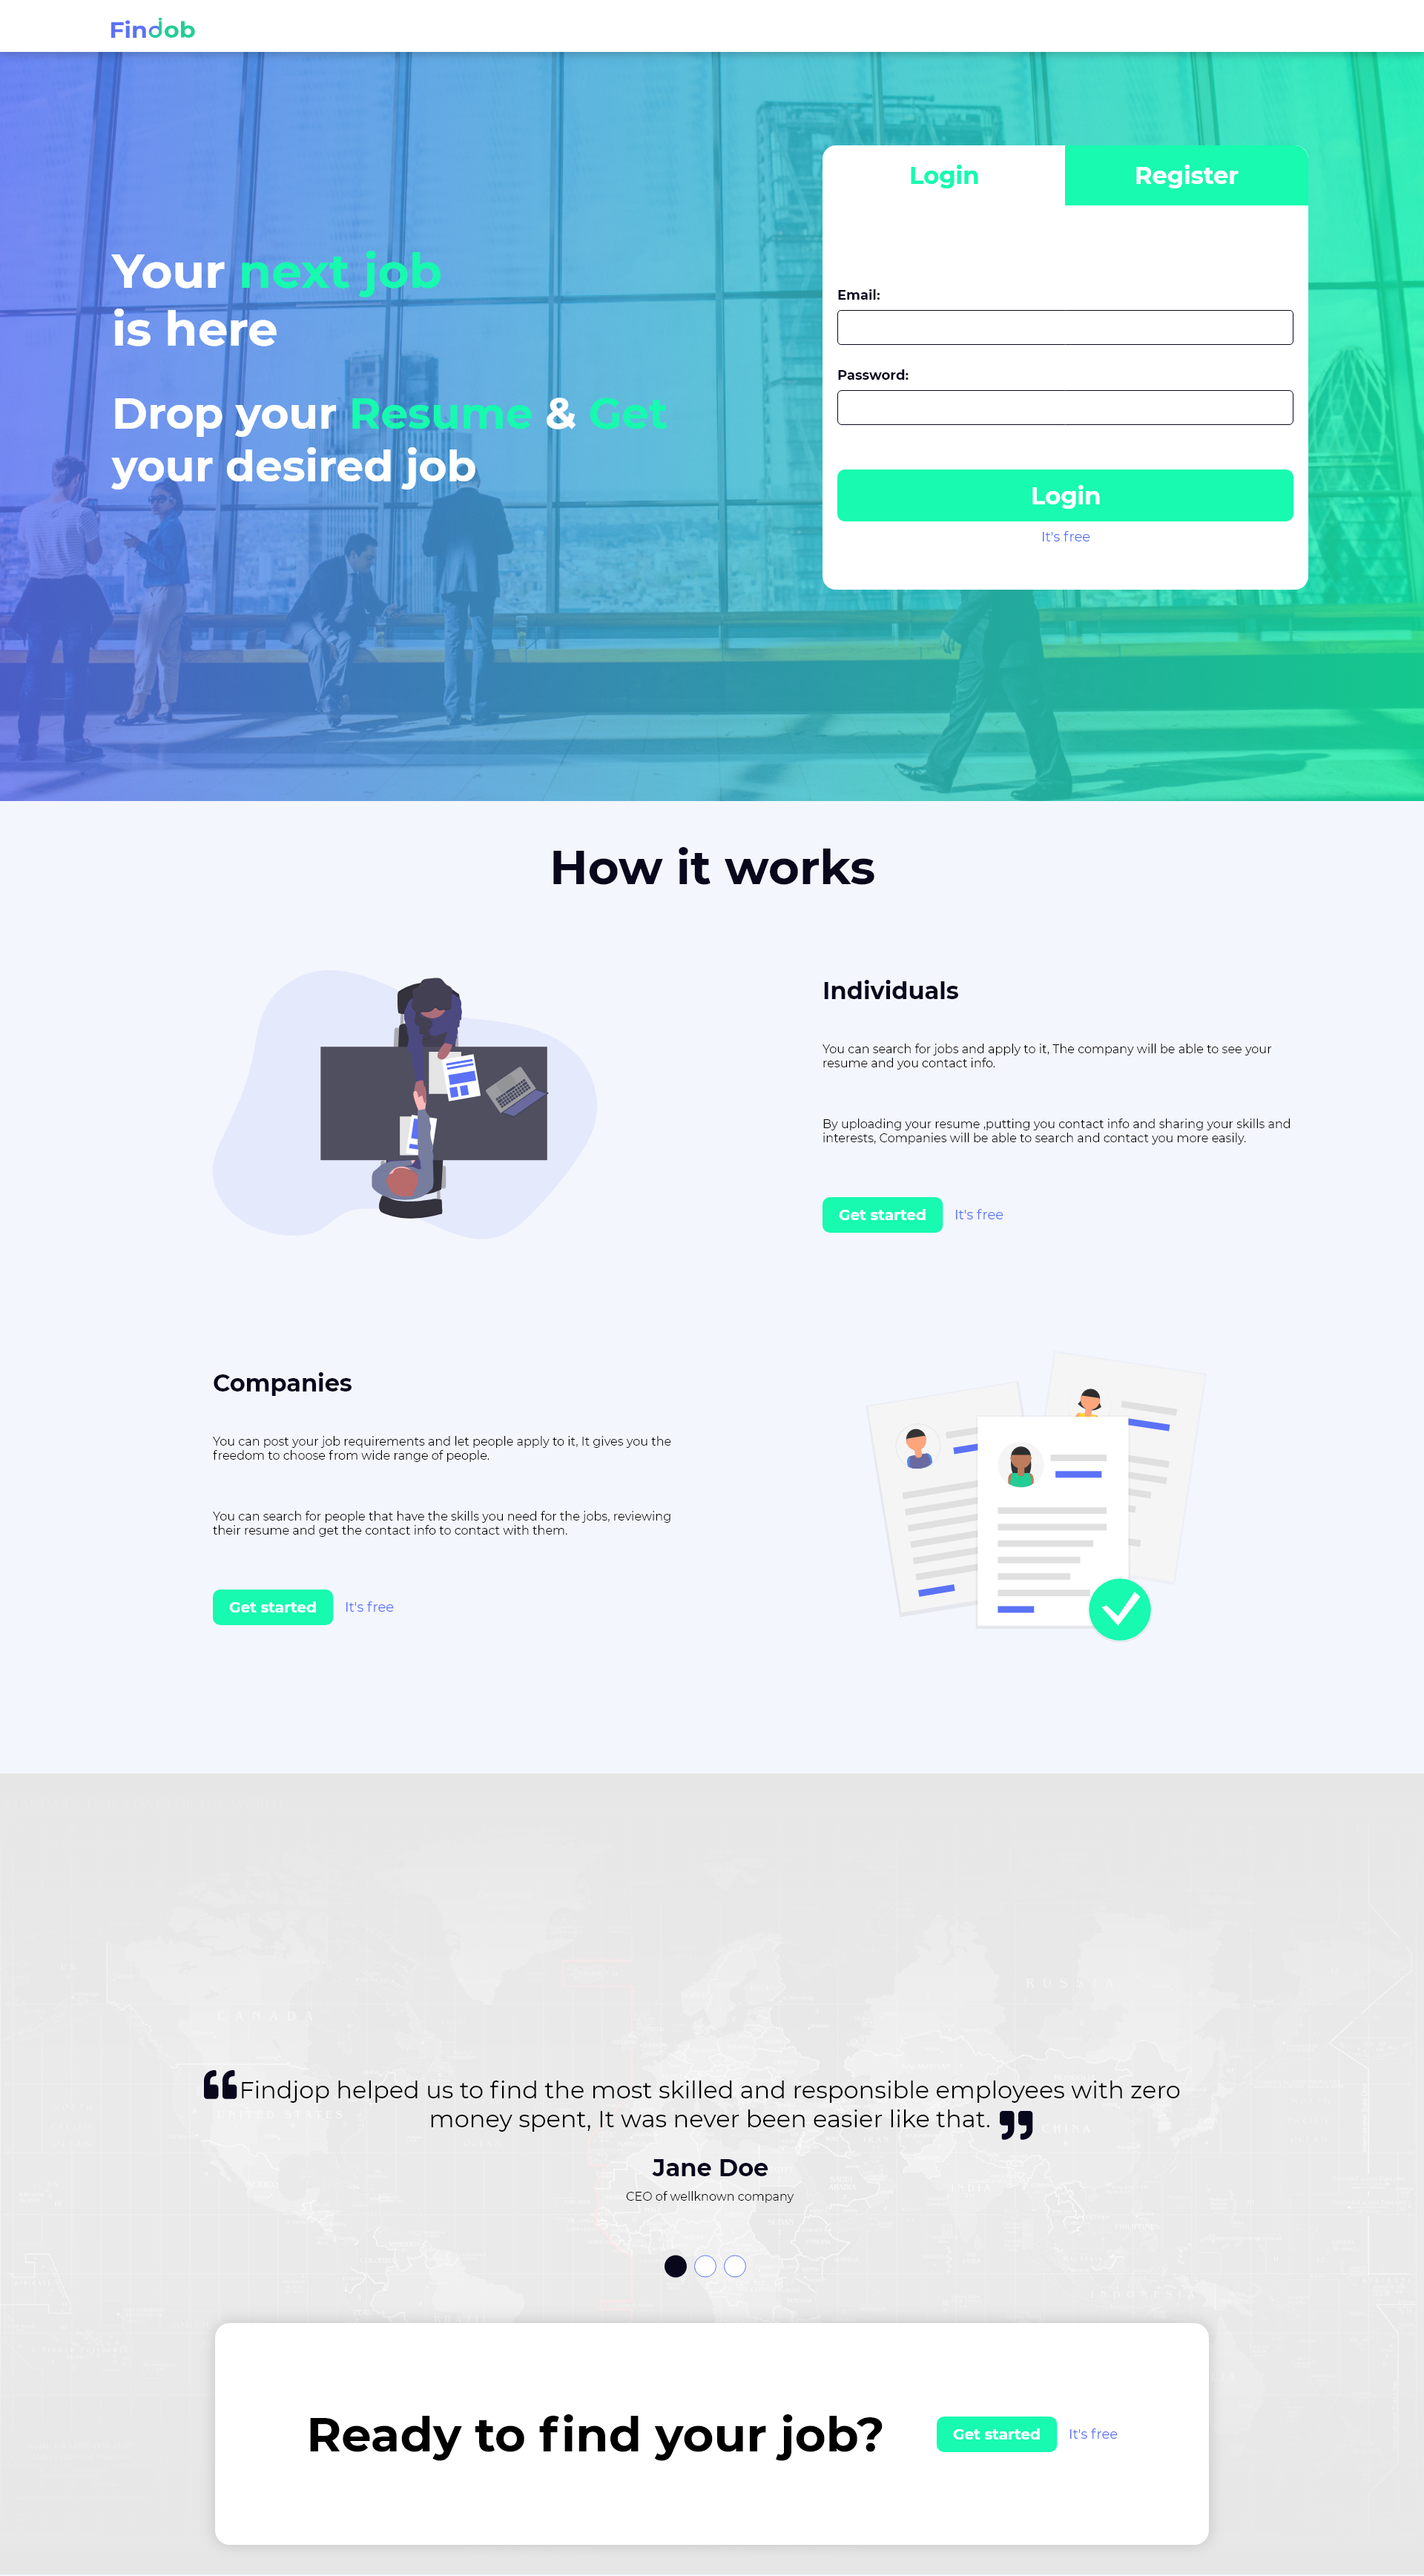 Findjob
Login
Register
Your next job
is here
Drop your Resume & Get
your desired job
Email:
Password:
Login
It's free
How it works
Individuals
You can search for jobs and apply to it, The company will be able to see your
resume and you contact info.
By uploading your resume ,putting you contact info and sharing your skills and
interests, Companies will be able to search and contact you more easily.
Get started
It's free
Companies
You can post your job requirements and let people apply to it, It gives you the
freedom to choose from wide range of people.
You can search for people that have the skills you need for the jobs, reviewing
their resume and get the contact info to contact with them.
Get started
It's free
RUSSIA
CANADA
❝Findjop helped us to find the most skilled and responsible employees with zero
money spent, It was never been easier like that. ❞
UNITED STATES
CHINA
Jane Doe
CEO of wellknown company
INDIA
INDONESIA
Ready to find your job?
Get started
It's free